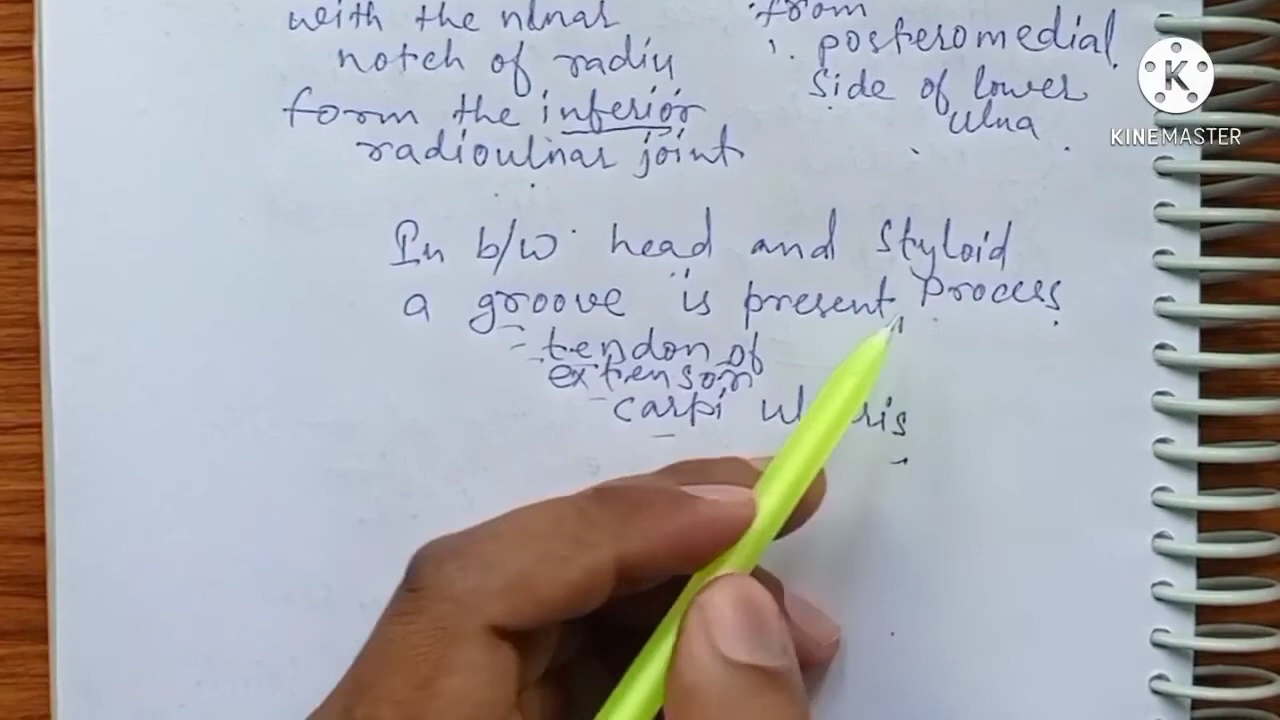 with the ulnar
notch of radiu
form the inferior
radioulnar joint
from
posteromedial
side of lower
ulna
KINEMASTER
In b/w head and Styloid
a groove is present Process
tendon of
extensor
carpi